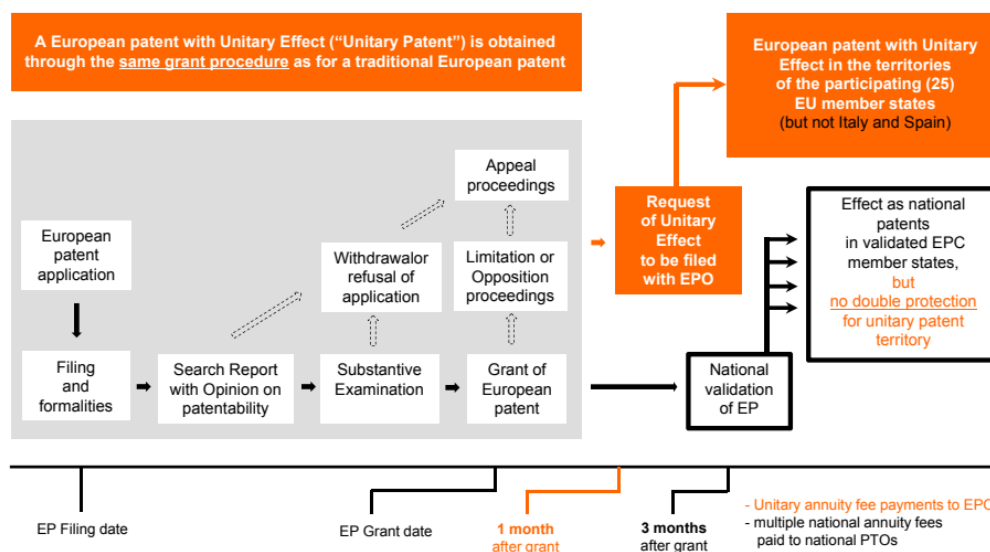 A European patent with Unitary Effect (“Unitary Patent”) is obtained
through the same grant procedure as for a traditional European patent
European patent with Unitary
Effect in the territories
of the participating (25)
EU member states
(but not Italy and Spain)
Appeal
proceedings
Request
of Unitary
Effect
to be filed
with EPO
Effect as national
patents
in validated EPC
member states,
but
no double protection
for unitary patent
territory
European
patent
application
Withdrawalor
refusal of
application
Limitation or
Opposition
proceedings
Filing
and
formalities
Search Report
with Opinion on
patentability
Substantive
Examination
Grant of
European
patent
National
validation
of EP
EP Filing date
EP Grant date
1 month
after grant
3 months
after grant
- Unitary annuity fee payments to EPO
- multiple national annuity fees
paid to national PTOs